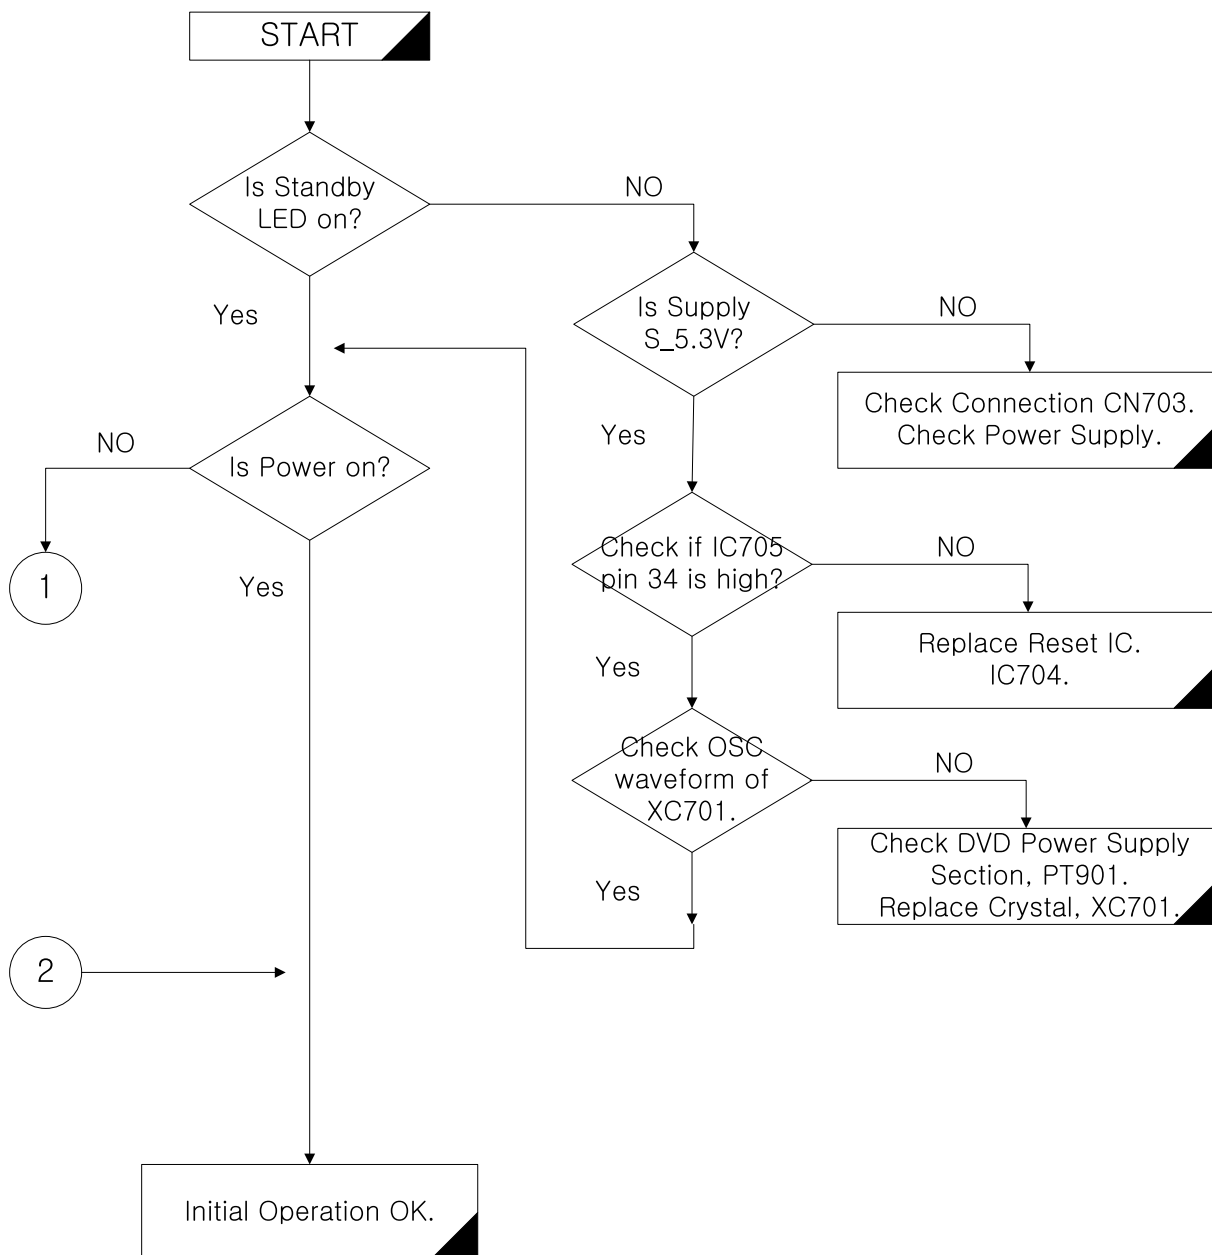 START
Is Standby
LED on?
NO
Yes
Is Supply
S_5.3V?
NO
Check Connection CN703.
Check Power Supply.
Yes
Is Power on?
NO
1
Yes
Check if IC705
pin 34 is high?
NO
Replace Reset IC.
IC704.
Yes
Check OSC
waveform of
XC701.
NO
Check DVD Power Supply
Section, PT901.
Replace Crystal, XC701.
Yes
2
Initial Operation OK.